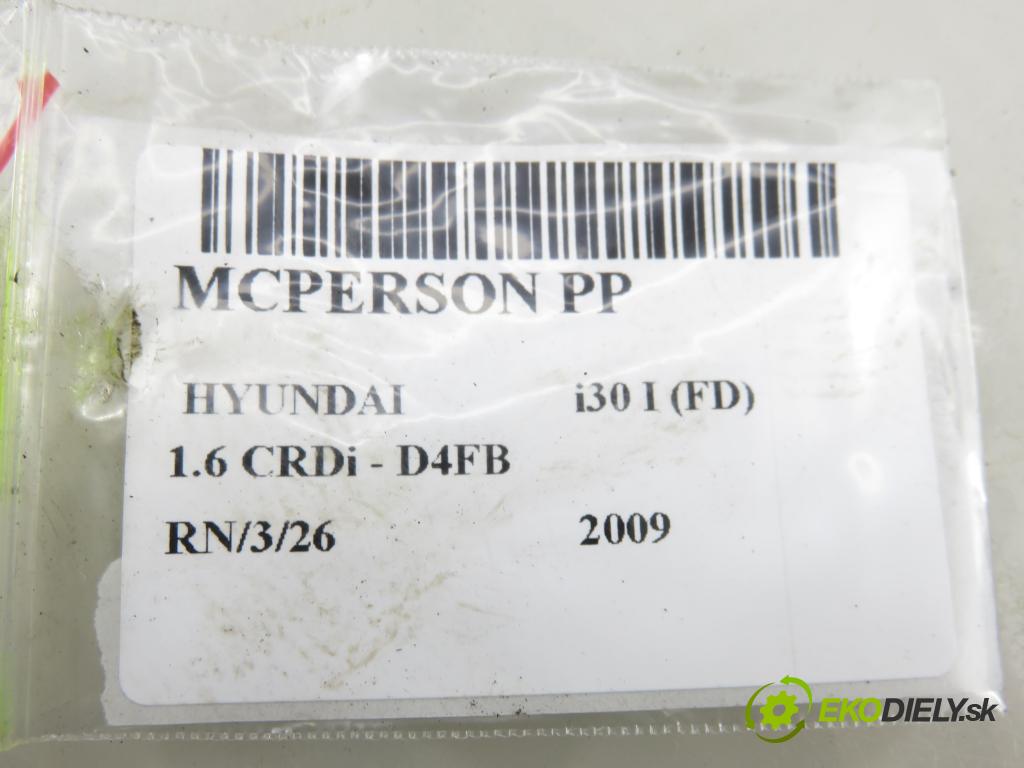 MCPERSON PP
HYUNDAI i30 I (FD)
1.6 CRDi - D4FB
RN/3/26 2009
EKODIELY.sk